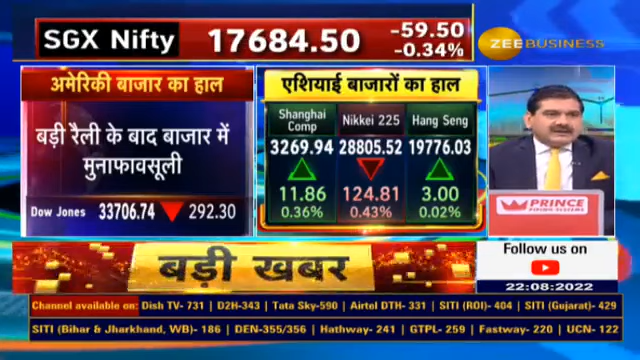 SGX Nifty 17684.50 -59.50
-0.34%
ZEE BUSINESS
अमेरिकी बाजार का हाल
बड़ी रैली के बाद बाजार में
मुनाफावसूली
Dow Jones 33706.74 292.30
एशियाई बाजारों का हाल
Shanghai Comp Nikkei 225 Hang Seng
3269.94 28805.52 19776.03
11.86 124.81 3.00
0.36% 0.43% 0.02%
PRINCE
बड़ी खबर
Follow us on
22:08:2022
Channel available on: Dish TV- 731 | D2H-343 | Tata Sky-590 | Airtel DTH- 331 | SITI (ROI)- 404 | SITI (Gujarat)- 429
SITI (Bihar & Jharkhand, WB)- 186 | DEN-355/356 | Hathway- 241 | GTPL- 259 | Fastway- 220 | UCN- 122